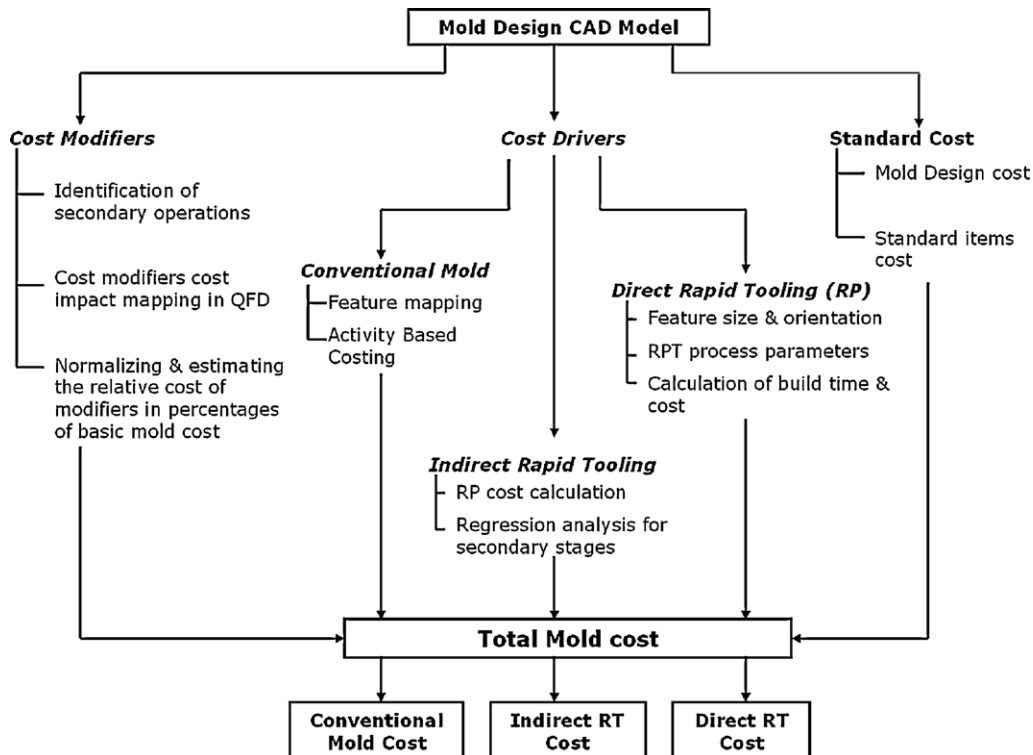 Mold Design CAD Model
Cost Modifiers
Identification of
secondary operations
Cost modifiers cost
impact mapping in QFD
Normalizing & estimating
the relative cost of
modifiers in percentages
of basic mold cost
Cost Drivers
Conventional Mold
Feature mapping
Activity Based
Costing
Indirect Rapid Tooling
RP cost calculation
Regression analysis for
secondary stages
Direct Rapid Tooling (RP)
Feature size & orientation
RPT process parameters
Calculation of build time &
cost
Standard Cost
Mold Design cost
Standard items
cost
Total Mold cost
Conventional
Mold Cost
Indirect RT
Cost
Direct RT
Cost